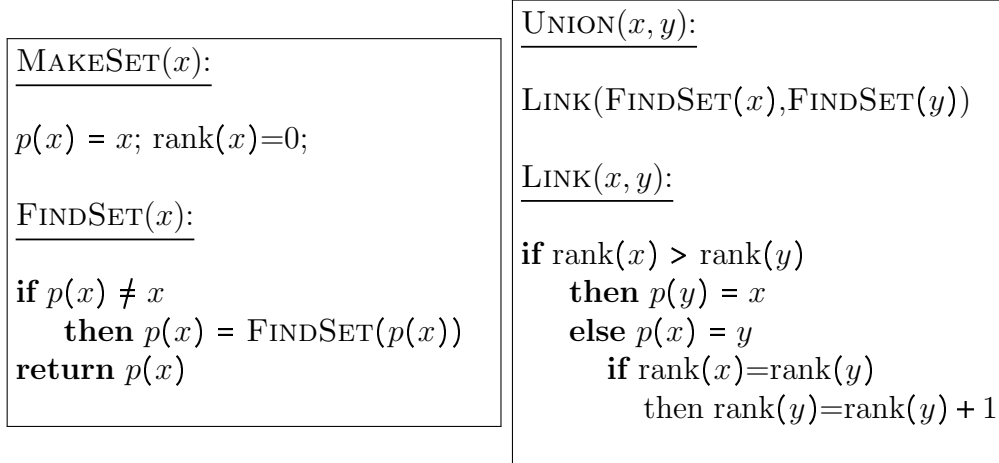 MAKESET(x):
p(x) = x; rank(x)=0;
FINDSET(x):
if p(x) ≠ x
then p(x) = FINDSET(p(x))
return p(x)
UNION(x, y):
LINK(FINDSET(x),FINDSET(y))
LINK(x, y):
if rank(x) > rank(y)
then p(y) = x
else p(x) = y
if rank(x)=rank(y)
then rank(y)=rank(y) + 1